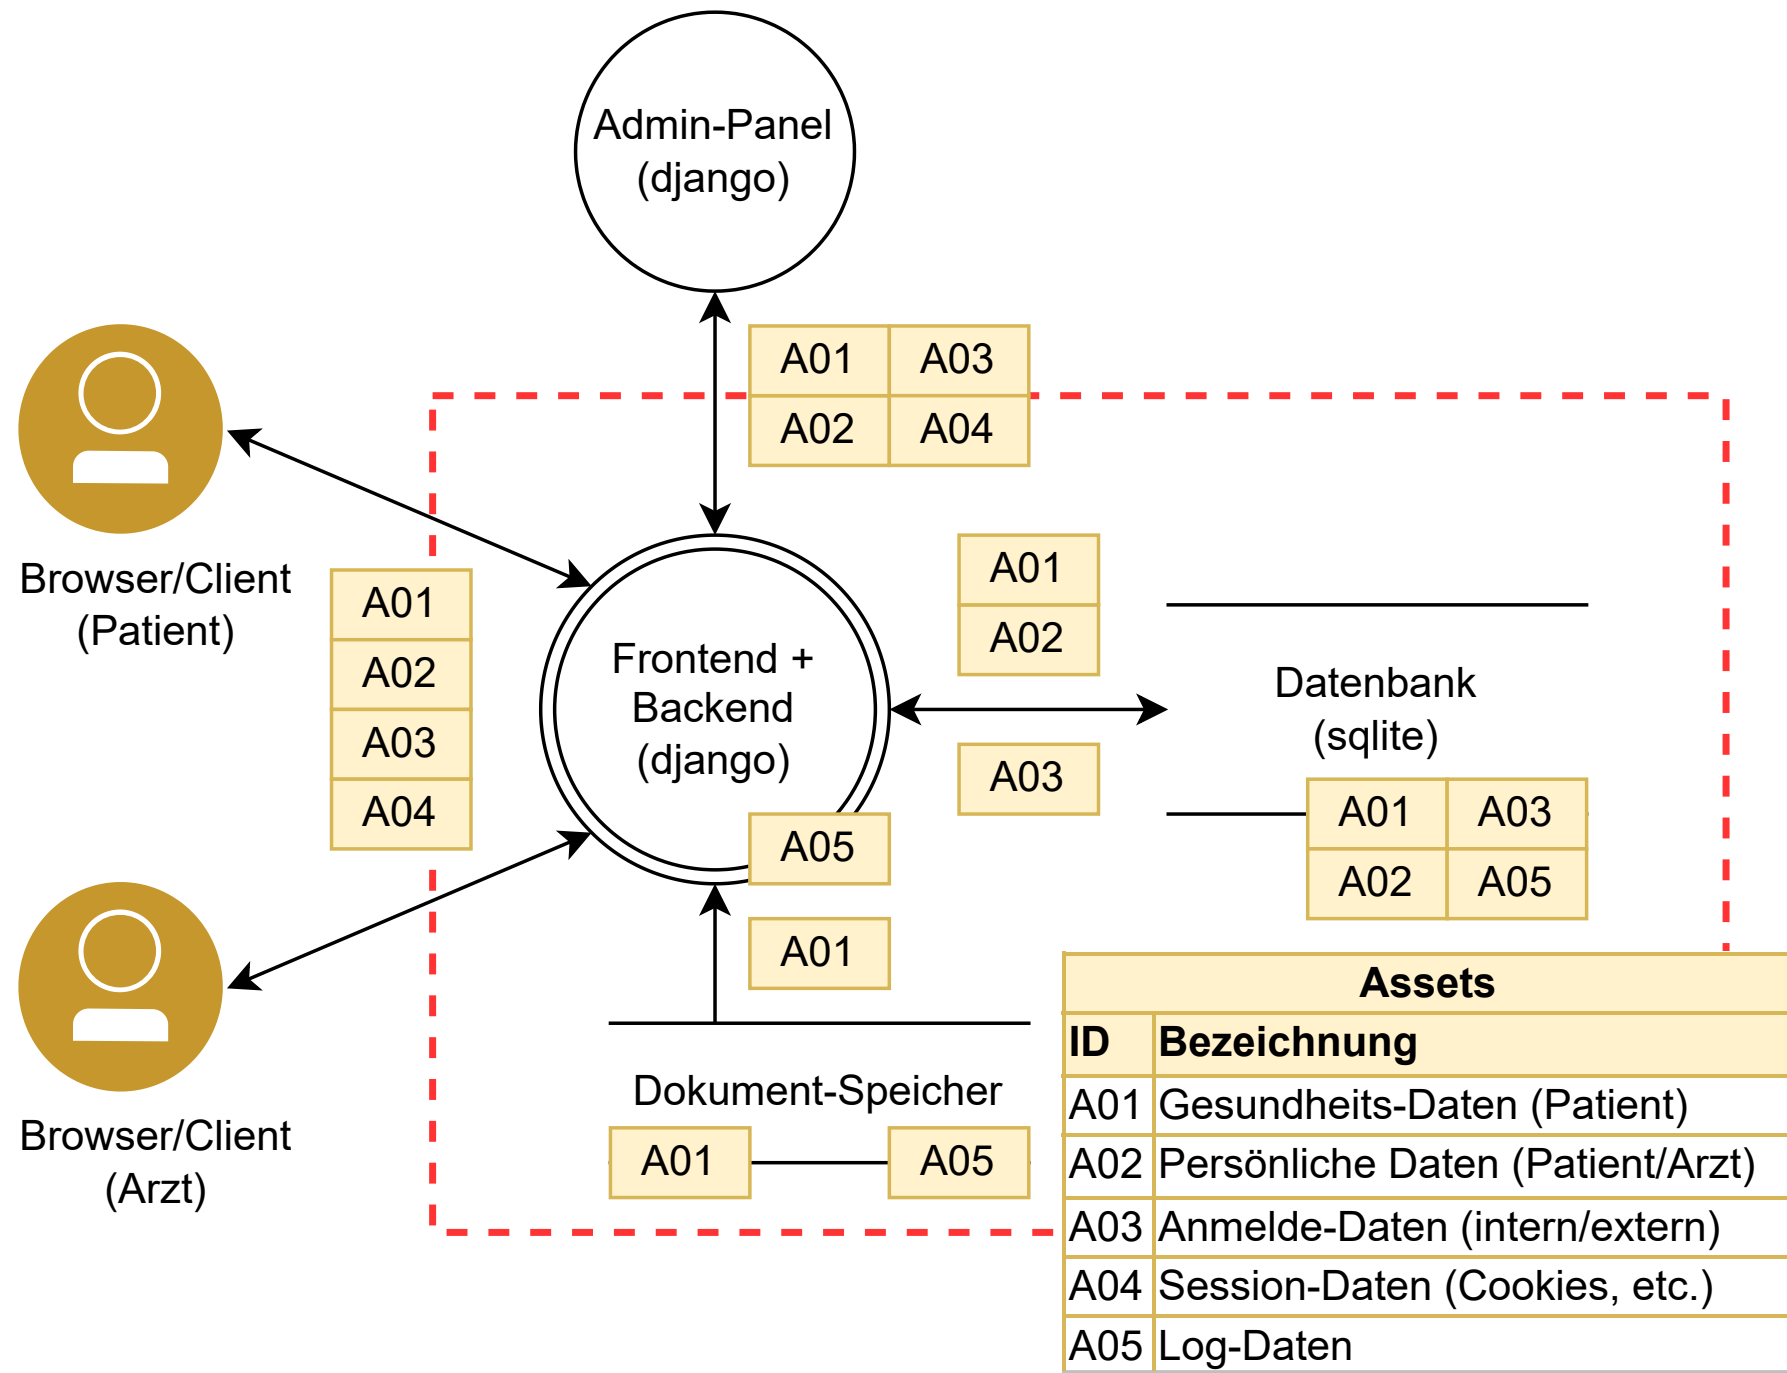 Admin-Panel
(django)
A01 A03
A02 A04
Browser/Client
(Patient)
A01
A02
A03
A04
Frontend +
Backend
(django)
A05
A01
A02
A03
Datenbank
(sqlite)
A01 A03
A02 A05
A01
Dokument-Speicher
A01 A05
Browser/Client
(Arzt)
Assets
ID Bezeichnung
A01 Gesundheits-Daten (Patient)
A02 Persönliche Daten (Patient/Arzt)
A03 Anmelde-Daten (intern/extern)
A04 Session-Daten (Cookies, etc.)
A05 Log-Daten